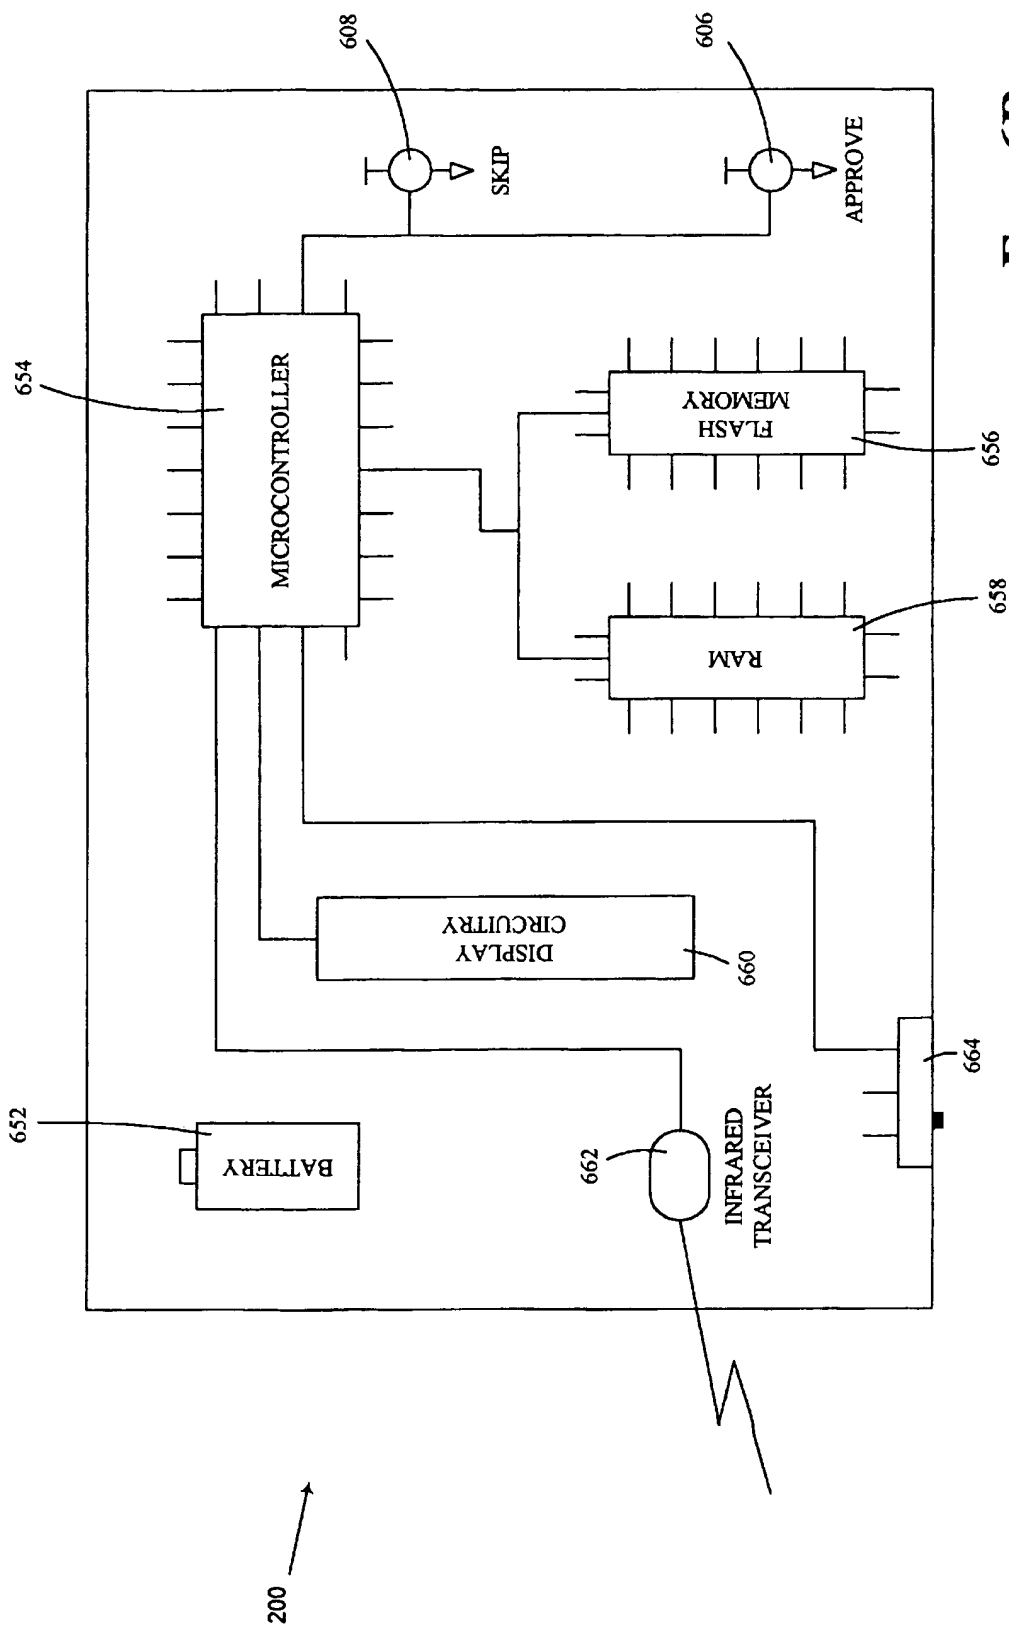 608
606
SKIP
APPROVE
654
MICROCONTROLLER
FLASH
MEMORY
656
RAM
658
DISPLAY
CIRCUITRY
660
664
652
BATTERY
662
INFRARED
TRANSCEIVER
200